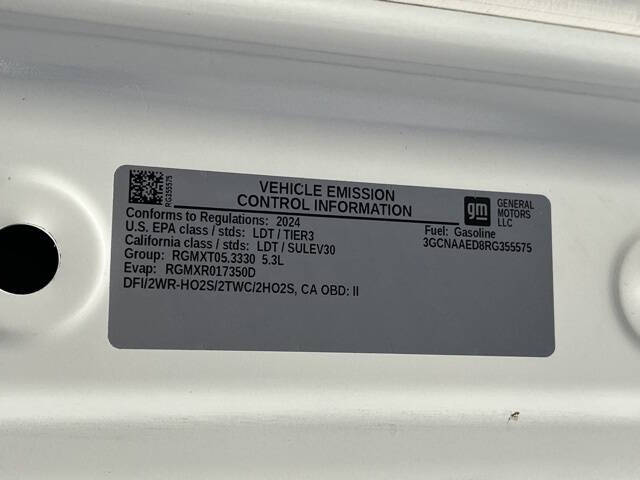 RG355575
VEHICLE EMISSION
CONTROL INFORMATION
gm
GENERAL
MOTORS
LLC
Conforms to Regulations: 2024
U.S. EPA class / stds: LDT / TIER3
California class / stds: LDT / SULEV30
Group: RGMXT05.3330 5.3L
Evap: RGMXR017350D
DFI/2WR-HO2S/2TWC/2HO2S, CA OBD: II
Fuel: Gasoline
3GCNAAED8RG355575